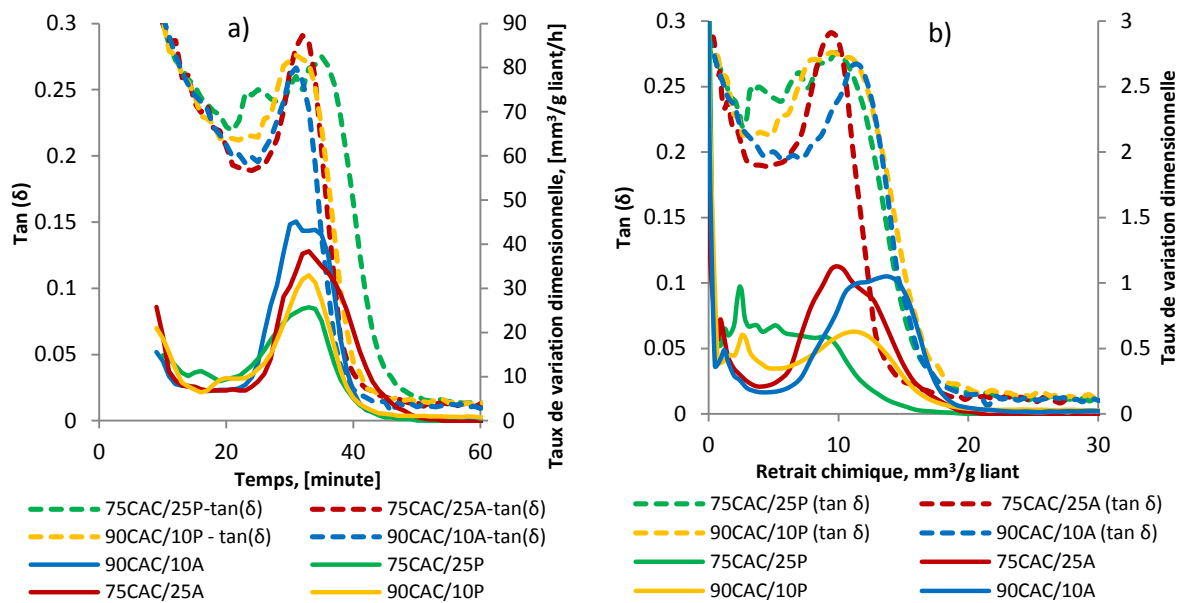 a)
0.3
0.25
0.2
0.15
0.1
0.05
0
Tan (δ)
90
80
70
60
50
40
30
20
10
0
Taux de variation dimensionnelle, [mm³/g liant/h]
0 20 40 60
Temps, [minute]
75CAC/25P-tan(δ) 75CAC/25A-tan(δ)
90CAC/10P - tan(δ) 90CAC/10A-tan(δ)
90CAC/10A 75CAC/25P
75CAC/25A 90CAC/10P
b)
0.3
0.25
0.2
0.15
0.1
0.05
0
Tan (δ)
3
2.5
2
1.5
1
0.5
0
Taux de variation dimensionnelle
0 10 20 30
Retrait chimique, mm³/g liant
75CAC/25P (tan δ) 75CAC/25A (tan δ)
90CAC/10P (tan δ) 90CAC/10A (tan δ)
75CAC/25P 75CAC/25A
90CAC/10P 90CAC/10A